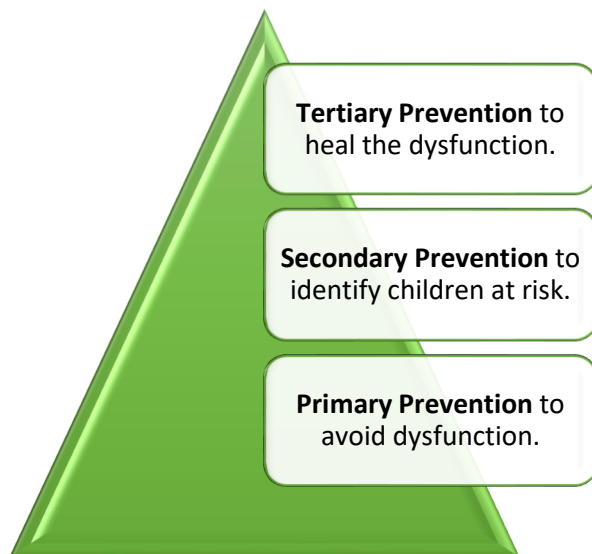 Tertiary Prevention to
heal the dysfunction.
Secondary Prevention to
identify children at risk.
Primary Prevention to
avoid dysfunction.